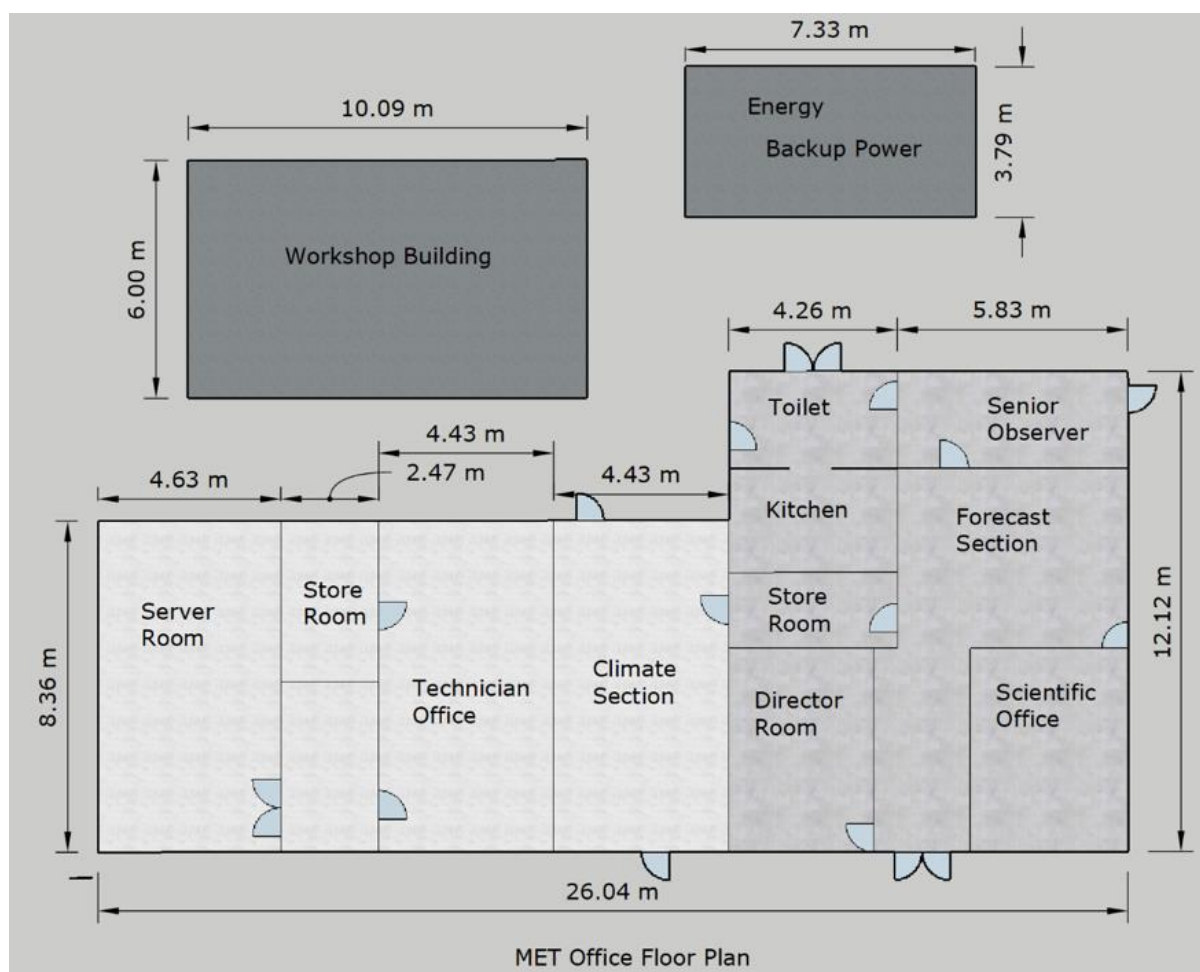 7.33 m
10.09 m
Energy
Backup Power
3.79 m
6.00 m
Workshop Building
4.26 m
5.83 m
Toilet
Senior
Observer
4.43 m
2.47 m
4.63 m
4.43 m
Kitchen
Forecast
Section
Server
Room
Store
Room
Store
Room
12.12 m
8.36 m
Technician
Office
Climate
Section
Director
Room
Scientific
Office
26.04 m
MET Office Floor Plan